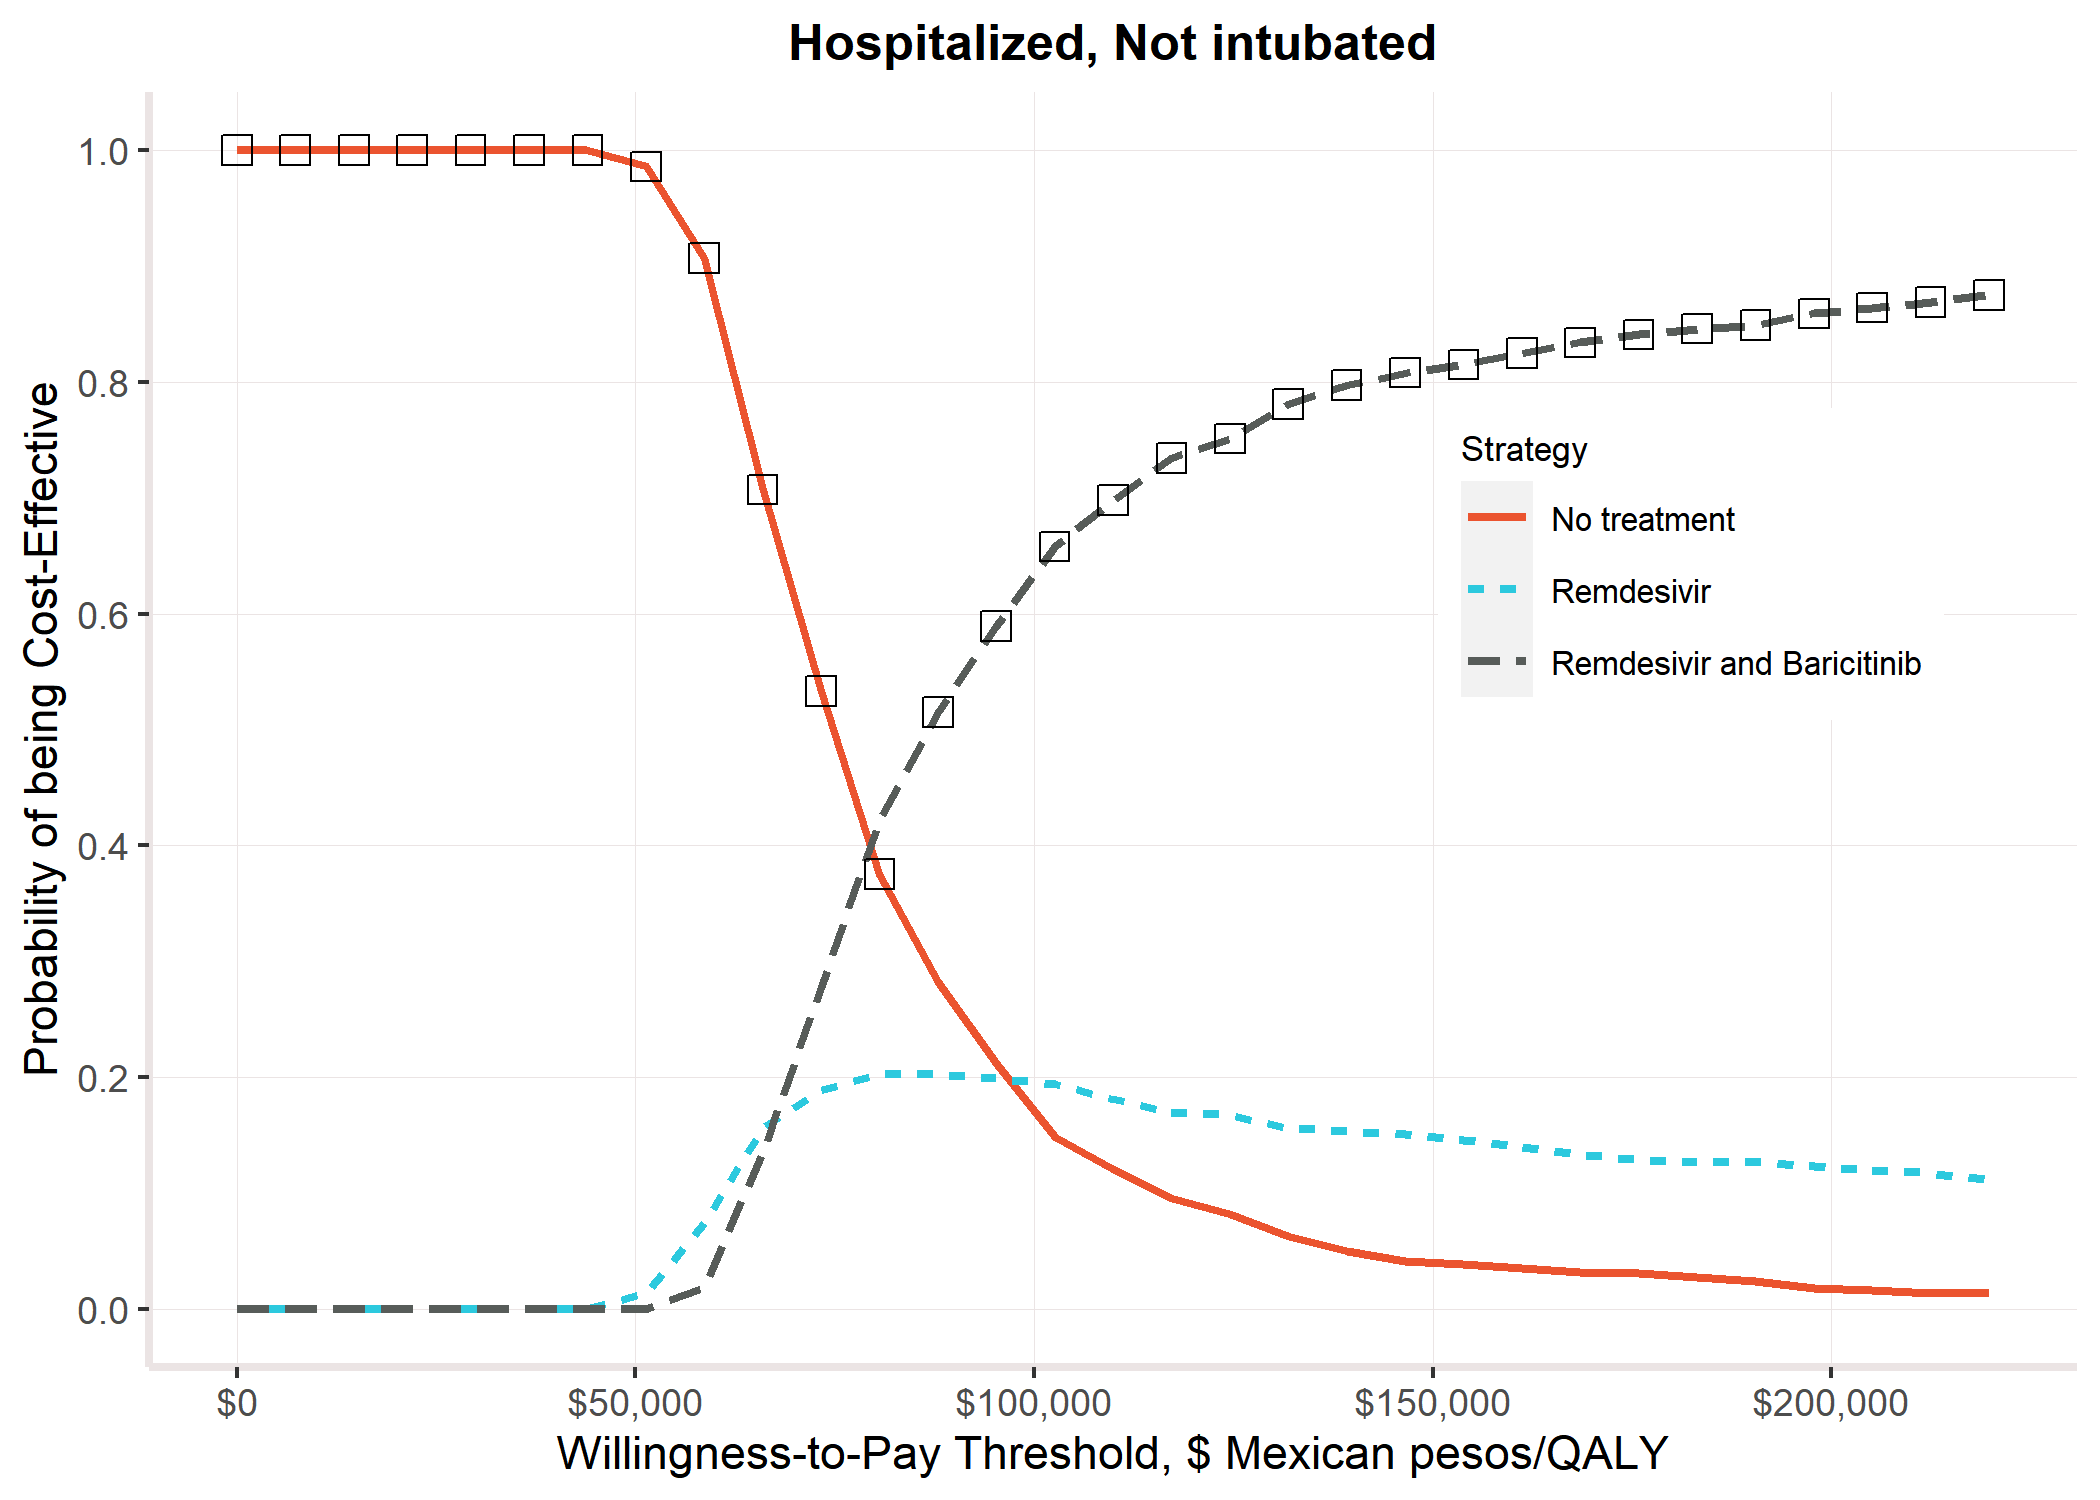 Hospitalized, Not intubated
Probability of being Cost-Effective
1.0
0.8
0.6
0.4
0.2
0.0
Strategy
No treatment
Remdesivir
Remdesivir and Baricitinib
$0
$50,000
$100,000
$150,000
$200,000
Willingness-to-Pay Threshold, $ Mexican pesos/QALY